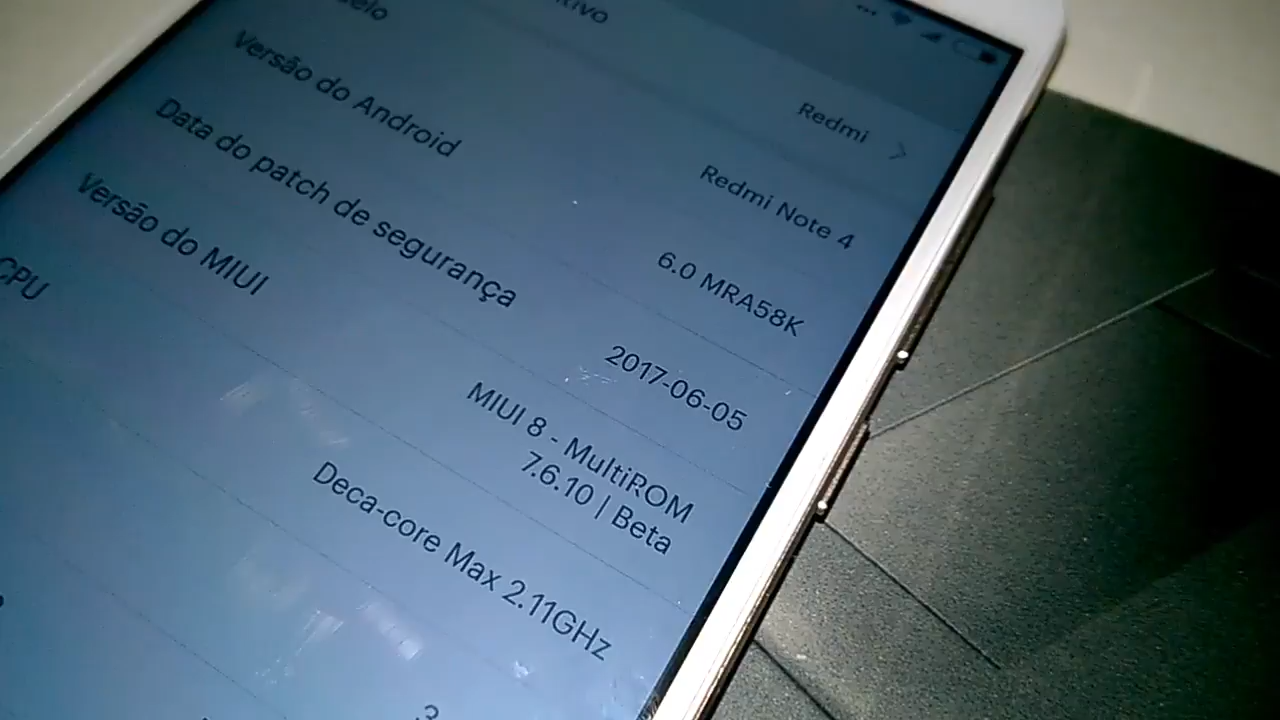 Redmi
Redmi Note 4
Versão do Android
6.0 MRA58K
Data do patch de segurança
2017-06-05
Versão do MIUI
MIUI 8 - MultiROM
7.6.10 | Beta
CPU
Deca-core Max 2.11GHz